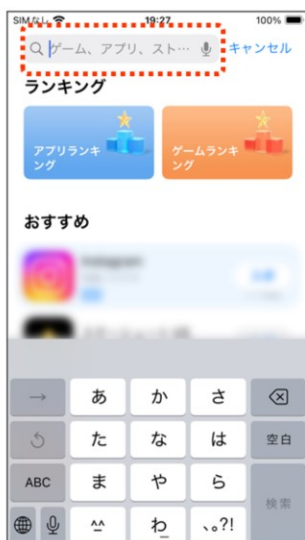 SIMなし 19:27 100%
ゲーム、アプリ、スト… キャンセル
ランキング
アプリランキ
ング
ゲームランキ
ング
おすすめ
Instagram
→ あ か さ
た な は 空白
ABC ま や ら
検索
^^ わ_ 、。?!